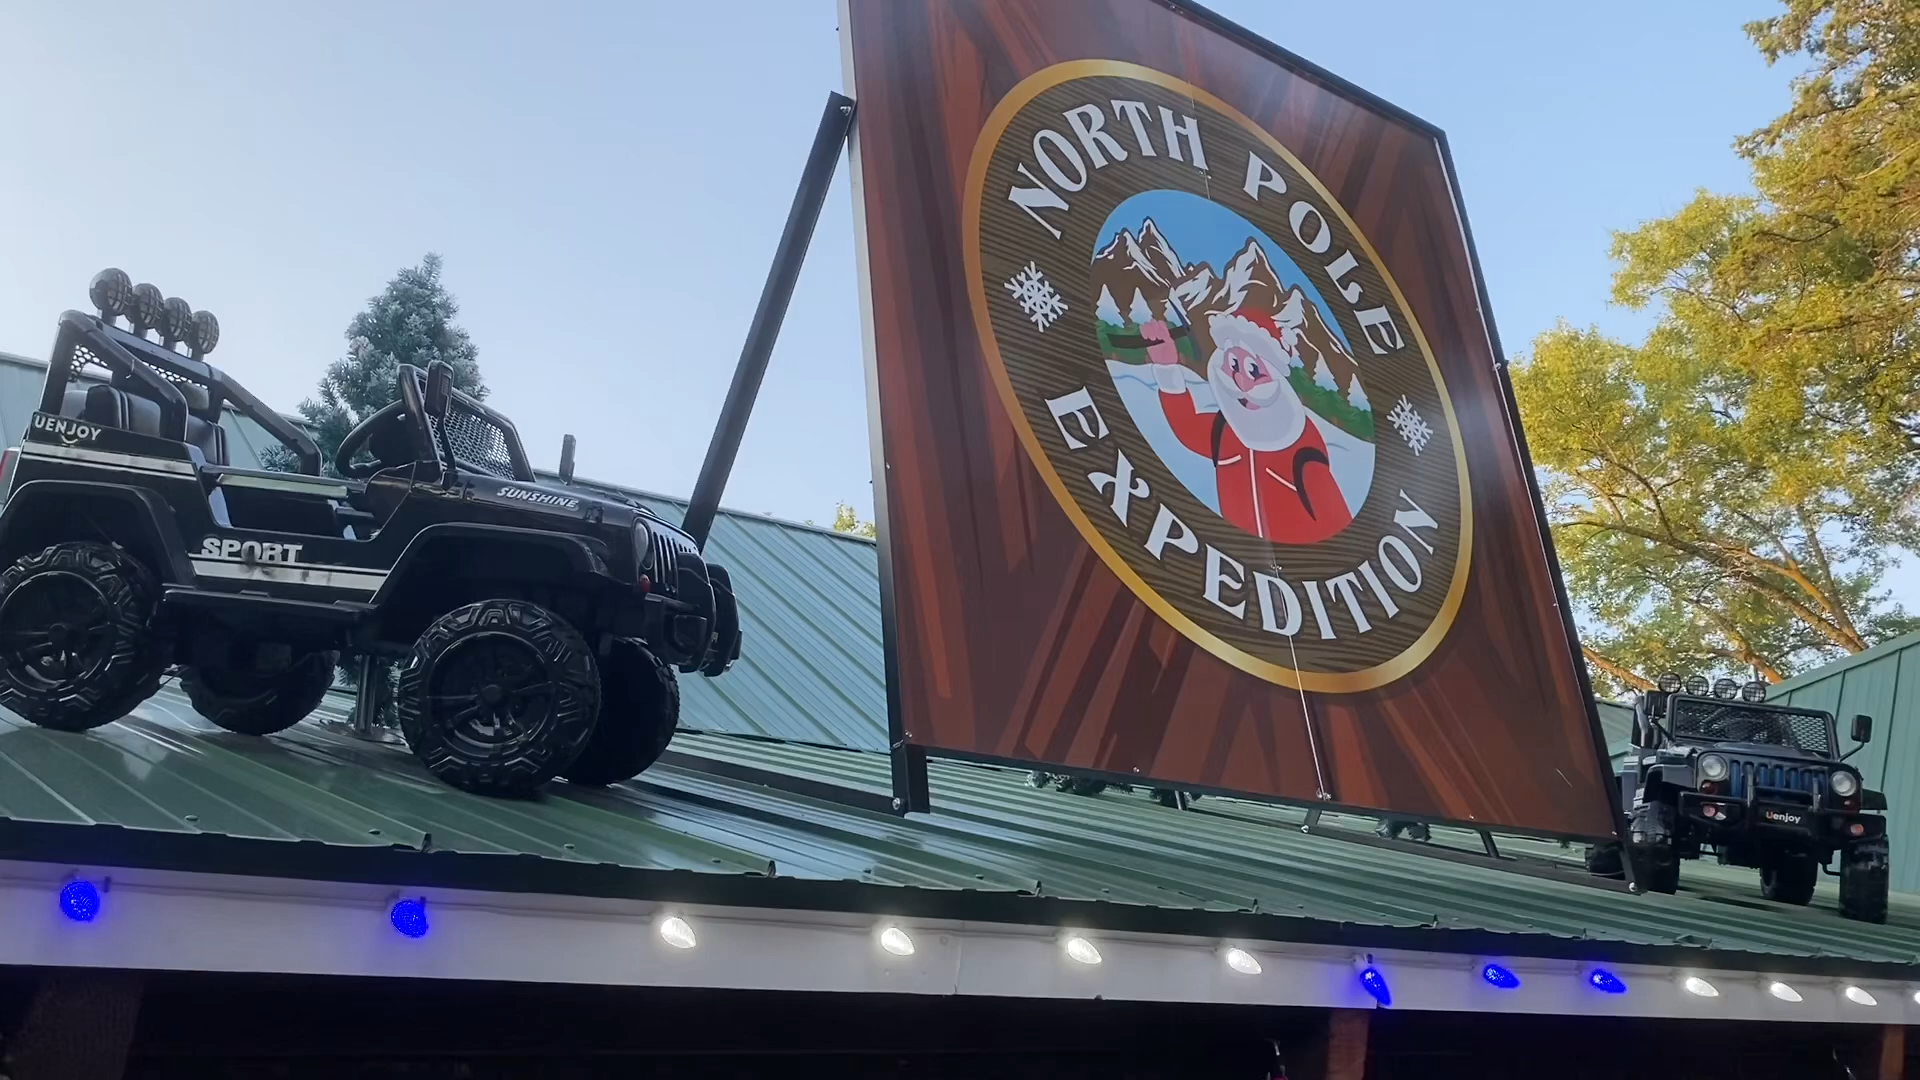 NORTH POLE
EXPEDITION
UENJOY
SUNSHINE
SPORT
Uenjoy